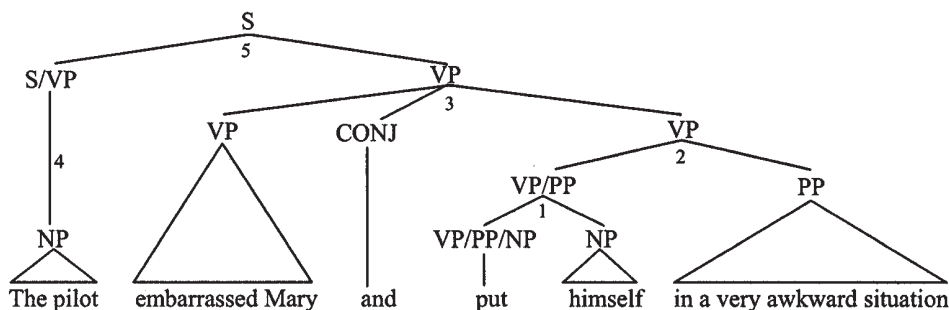 S
5
S/VP VP
3
VP CONJ VP
4 2
VP/PP PP
1
NP VP/PP/NP NP
The pilot embarrassed Mary and put himself in a very awkward situation